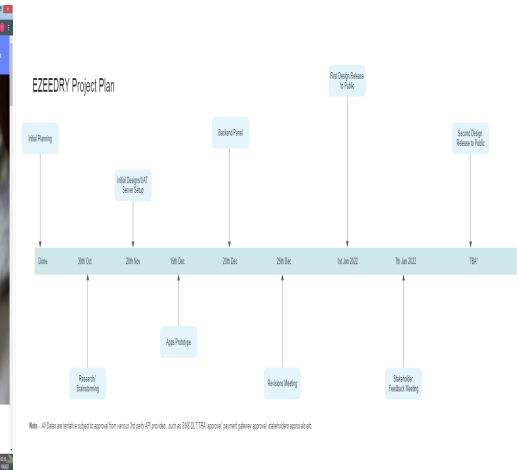 EZEEDRY Project Plan
First Design Release
to Public
Initial Planning
Backend Panel
Second Design
Release to Public
Initial Designs/UAT
Server Setup
Done
30th Oct
20th Nov
15th Dec
20th Dec
25th Dec
1st Jan 2022
7th Jan 2022
TBA*
Apps Prototype
Research/
Brainstorming
Revisions Meeting
Stakeholder
Feedback Meeting
Note - All Dates are tentative subject to approval from various 3rd party API provides , such as SMS DLT TRAI approval, payment gateway approval, stakeholders approvals etc.